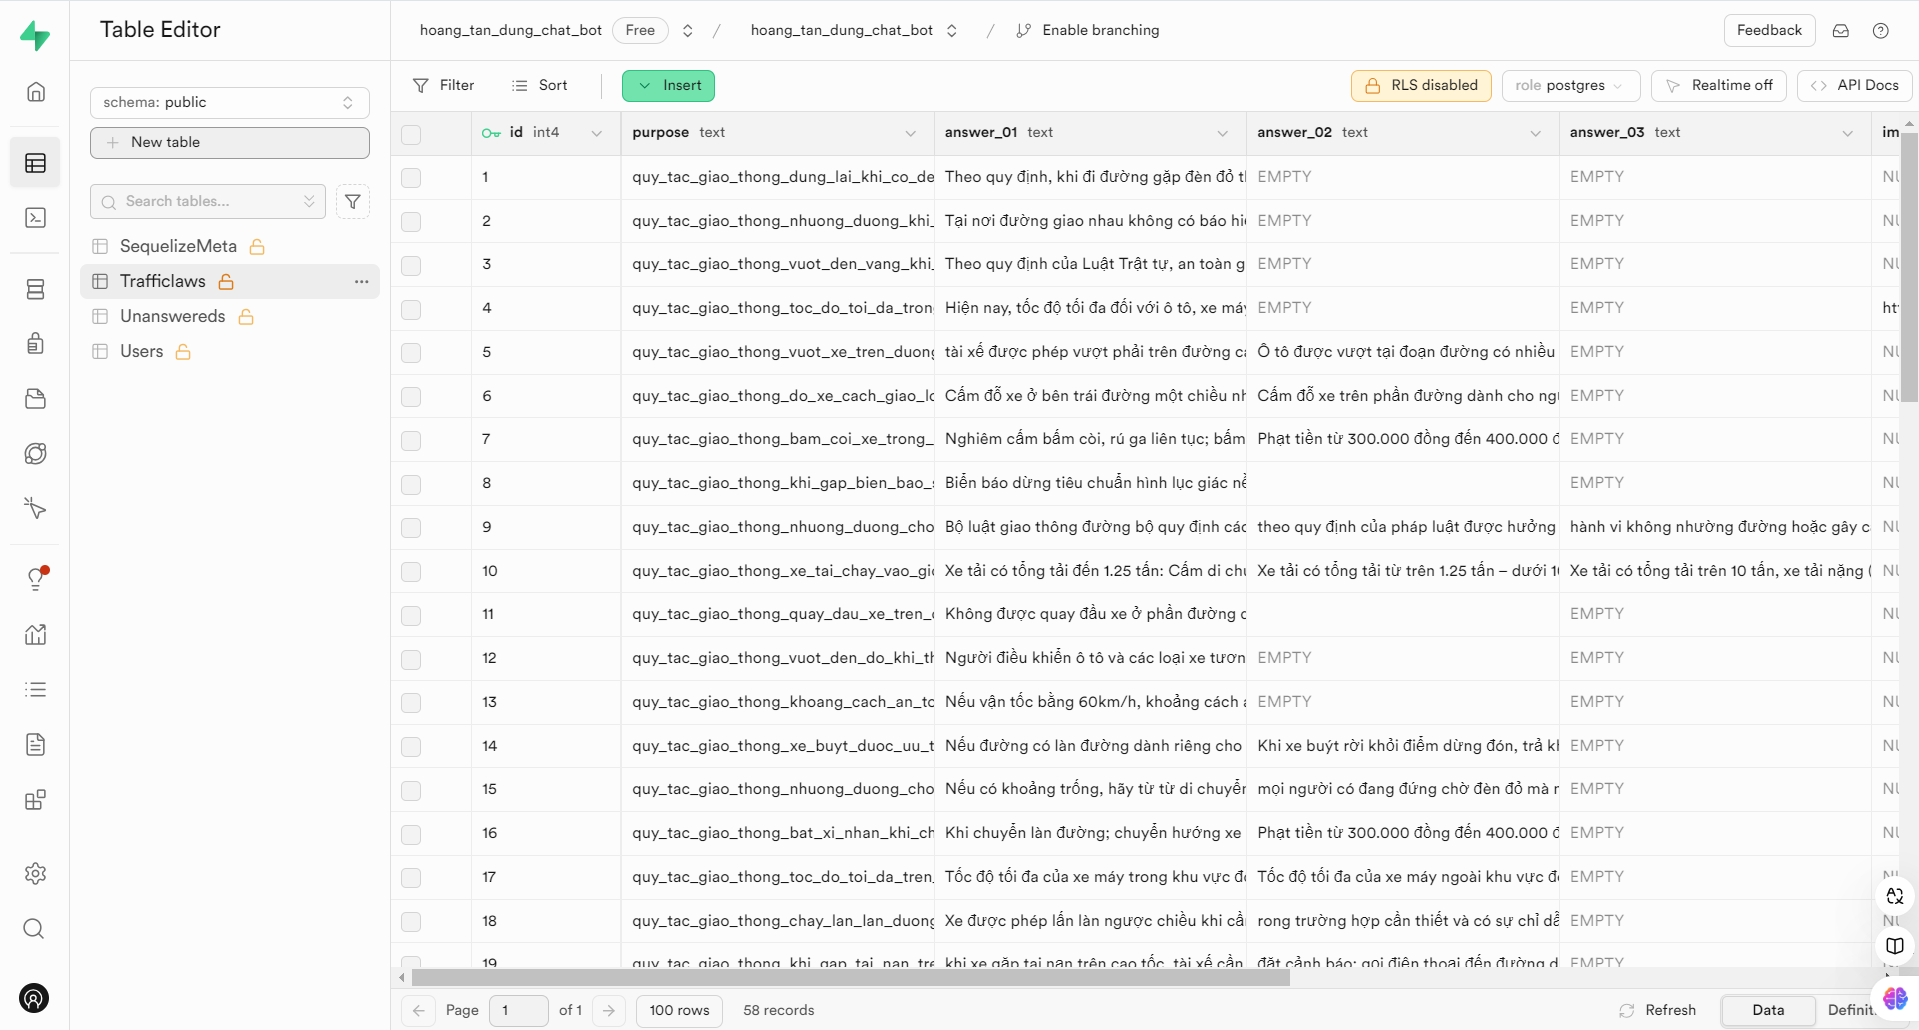 Table Editor
hoang_tan_dung_chat_bot Free / hoang_tan_dung_chat_bot / Enable branching
Feedback
schema: public
New table
Search tables...
SequelizeMeta
Trafficlaws
Unanswereds
Users
Filter Sort Insert RLS disabled role postgres Realtime off API Docs
id int4 purpose text answer_01 text answer_02 text answer_03 text im
1 quy_tac_giao_thong_dung_lai_khi_co_de Theo quy định, khi đi đường gặp đèn đỏ tl EMPTY EMPTY NU
2 quy_tac_giao_thong_nhuong_duong_khi_ Tại nơi đường giao nhau không có báo hiệ EMPTY EMPTY NU
3 quy_tac_giao_thong_vuot_den_vang_khi_ Theo quy định của Luật Trật tự, an toàn g EMPTY EMPTY NU
4 quy_tac_giao_thong_toc_do_toi_da_tron Hiện nay, tốc độ tối đa đối với ô tô, xe máy EMPTY EMPTY ht
5 quy_tac_giao_thong_vuot_xe_tren_duong tài xế được phép vượt phải trên đường ca Ô tô được vượt tại đoạn đường có nhiều EMPTY NU
6 quy_tac_giao_thong_do_xe_cach_giao_lo Cấm đỗ xe ở bên trái đường một chiều nh Cấm đỗ xe trên phần đường dành cho ngư EMPTY NU
7 quy_tac_giao_thong_bam_coi_xe_trong_ Nghiêm cấm bấm còi, rú ga liên tục; bấm Phạt tiền từ 300.000 đồng đến 400.000 đ EMPTY NU
8 quy_tac_giao_thong_khi_gap_bien_bao_s Biển báo dừng tiêu chuẩn hình lục giác nề EMPTY NU
9 quy_tac_giao_thong_nhuong_duong_cho Bộ luật giao thông đường bộ quy định các theo quy định của pháp luật được hưởng hành vi không nhường đường hoặc gây c NU
10 quy_tac_giao_thong_xe_tai_chay_vao_gio Xe tải có tổng tải đến 1.25 tấn: Cấm di chu Xe tải có tổng tải từ trên 1.25 tấn – dưới 10 Xe tải có tổng tải trên 10 tấn, xe tải nặng ( NU
11 quy_tac_giao_thong_quay_dau_xe_tren_c Không được quay đầu xe ở phần đường d EMPTY NU
12 quy_tac_giao_thong_vuot_den_do_khi_th Người điều khiển ô tô và các loại xe tươn EMPTY EMPTY NU
13 quy_tac_giao_thong_khoang_cach_an_to Nếu vận tốc bằng 60km/h, khoảng cách a EMPTY EMPTY NU
14 quy_tac_giao_thong_xe_buyt_duoc_uu_t Nếu đường có làn đường dành riêng cho Khi xe buýt rời khỏi điểm dừng đón, trả kh EMPTY NU
15 quy_tac_giao_thong_nhuong_duong_cho Nếu có khoảng trống, hãy từ từ di chuyển mọi người có đang đứng chờ đèn đỏ mà r EMPTY NU
16 quy_tac_giao_thong_bat_xi_nhan_khi_ch Khi chuyển làn đường; chuyển hướng xe Phạt tiền từ 300.000 đồng đến 400.000 đ EMPTY NU
17 quy_tac_giao_thong_toc_do_toi_da_tren_ Tốc độ tối đa của xe máy trong khu vực đô Tốc độ tối đa của xe máy ngoài khu vực đô EMPTY
18 quy_tac_giao_thong_chay_lan_lan_duong Xe được phép lấn làn ngược chiều khi cần rong trường hợp cần thiết và có sự chỉ dẫ EMPTY
19 quy_tac_giao_thong_khi_gap_tai_nan_tre khi xe gặp tai nạn trên cao tốc, tài xế cần đặt cảnh báo; gọi điện thoại đến đường d EMPTY
Page 1 of 1 100 rows 58 records Refresh Data Definit